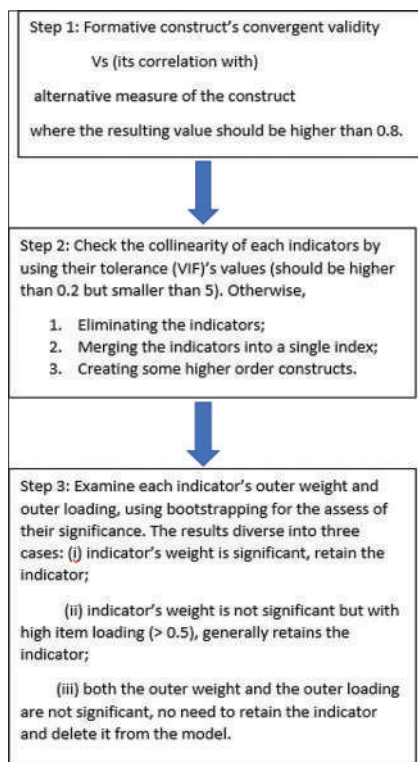 Step 1: Formative construct's convergent validity
Vs (its correlation with)
alternative measure of the construct
where the resulting value should be higher than 0.8.
Step 2: Check the collinearity of each indicators by
using their tolerance (VIF)'s values (should be higher
than 0.2 but smaller than 5). Otherwise,
1. Eliminating the indicators;
2. Merging the indicators into a single index;
3. Creating some higher order constructs.
Step 3: Examine each indicator's outer weight and
outer loading, using bootstrapping for the assess of
their significance. The results diverse into three
cases: (i) indicator's weight is significant, retain the
indicator;
(ii) indicator's weight is not significant but with
high item loading (> 0.5), generally retains the
indicator;
(iii) both the outer weight and the outer loading
are not significant, no need to retain the indicator
and delete it from the model.